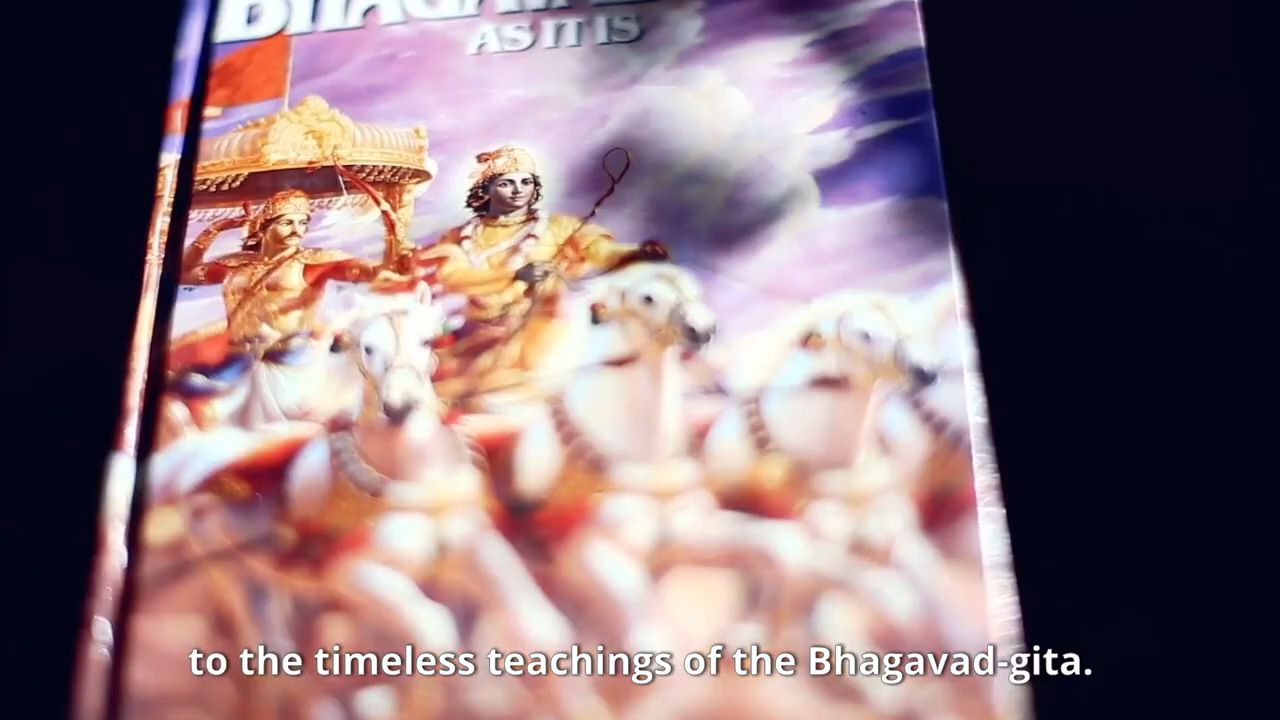 AS IT IS
to the timeless teachings of the Bhagavad-gita.